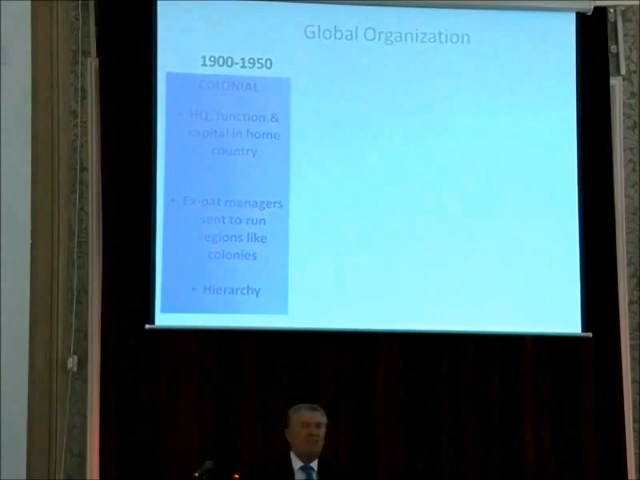 Global Organization
1900-1950
COLONIAL
• HQ, function &
capital in home
country
• Ex-pat managers
sent to run
regions like
colonies
• Hierarchy